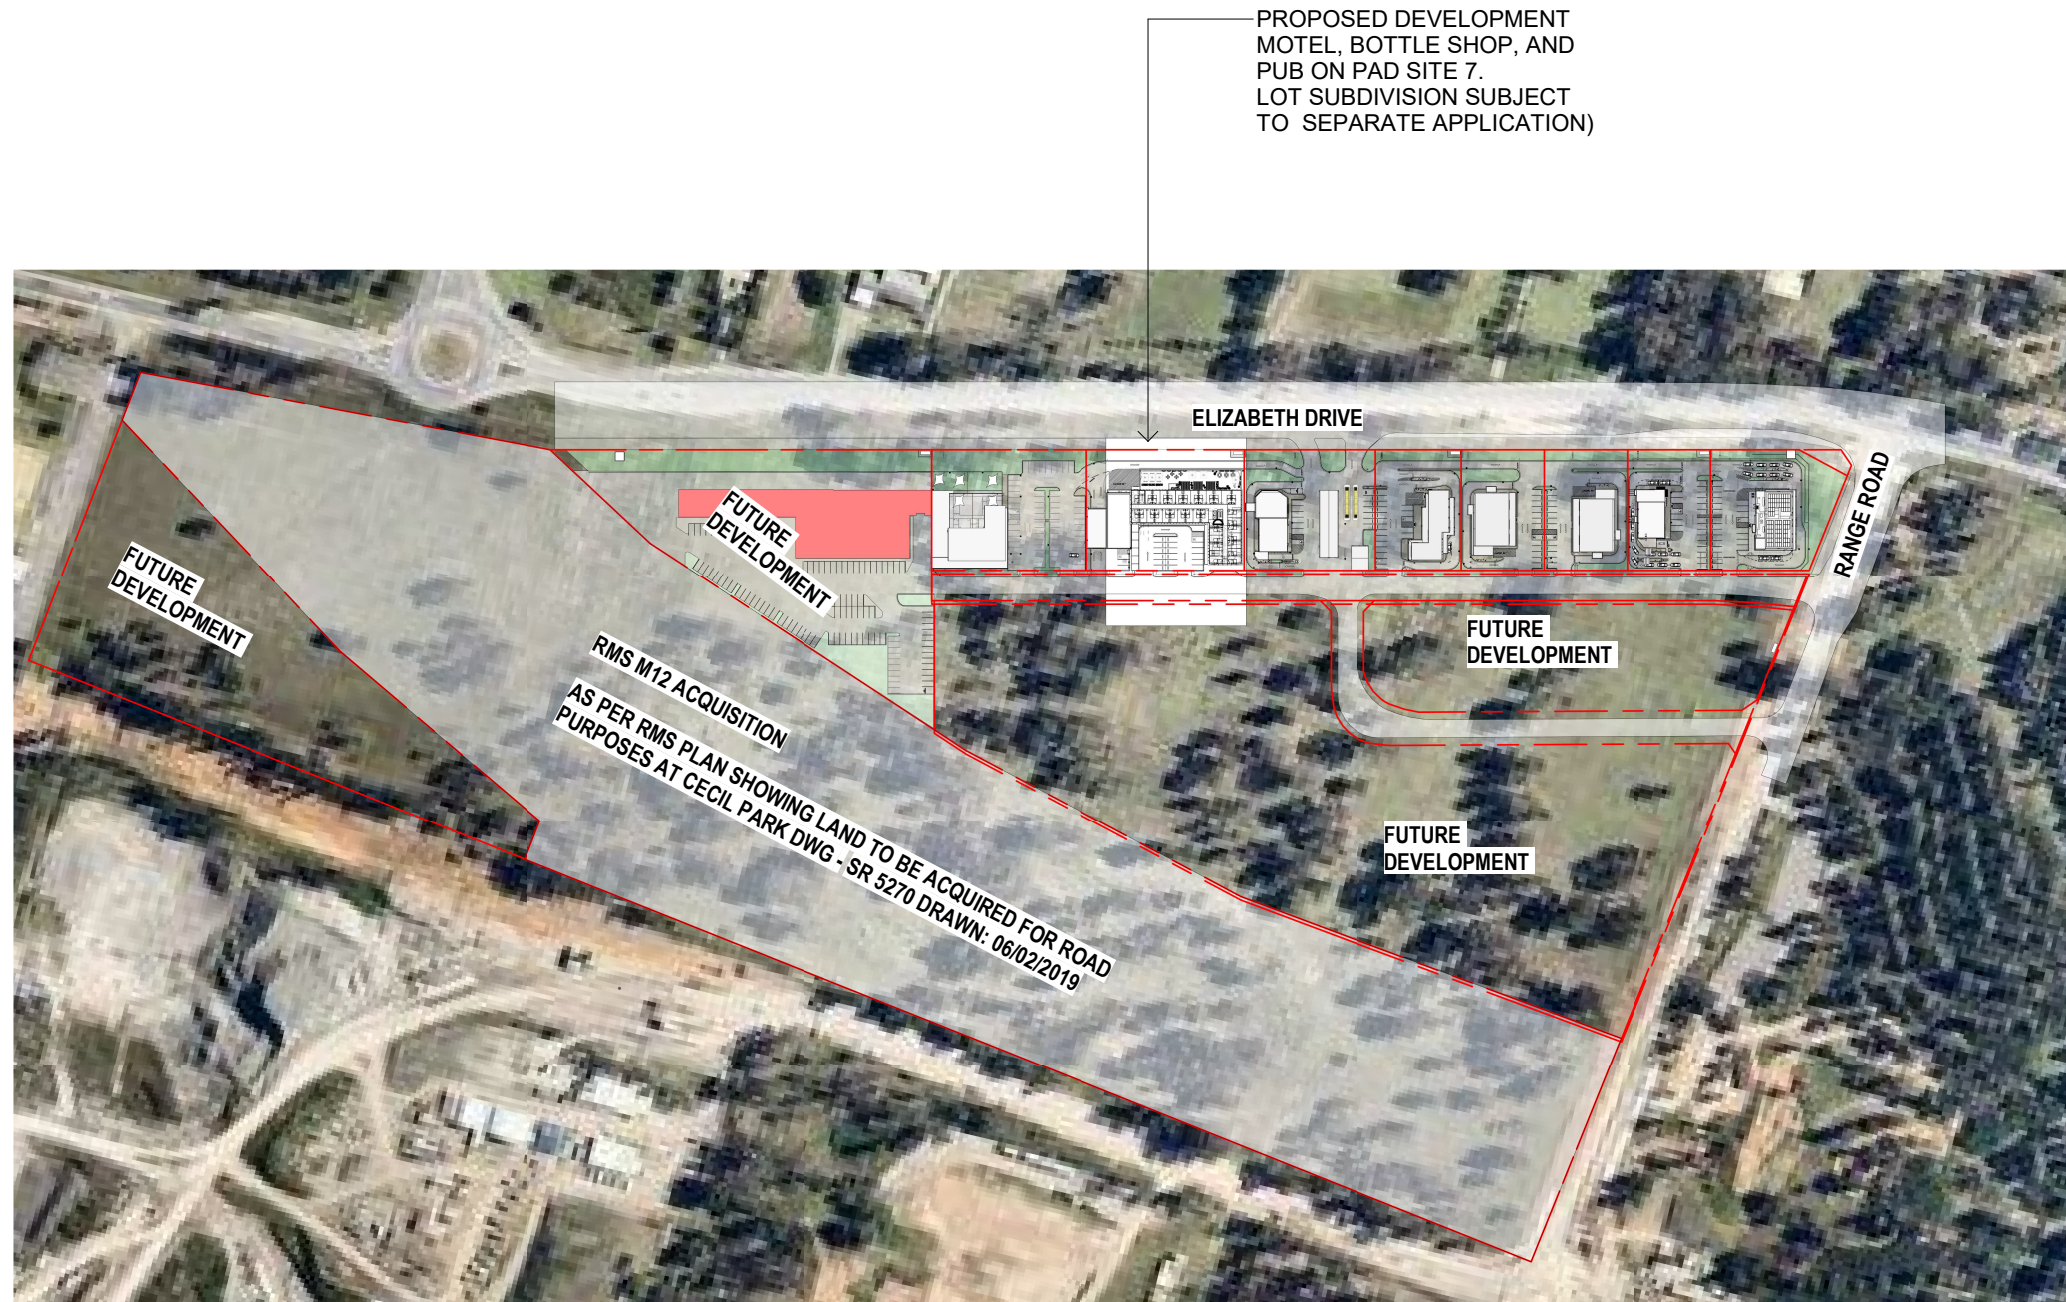 PROPOSED DEVELOPMENT
MOTEL, BOTTLE SHOP, AND
PUB ON PAD SITE 7.
LOT SUBDIVISION SUBJECT
TO SEPARATE APPLICATION)
ELIZABETH DRIVE
RANGE ROAD
FUTURE
DEVELOPMENT
FUTURE
DEVELOPMENT
FUTURE
DEVELOPMENT
RMS M12 ACQUISITION
AS PER RMS PLAN SHOWING LAND TO BE ACQUIRED FOR ROAD
PURPOSES AT CECIL PARK DWG - SR 5270 DRAWN: 06/02/2019
FUTURE
DEVELOPMENT